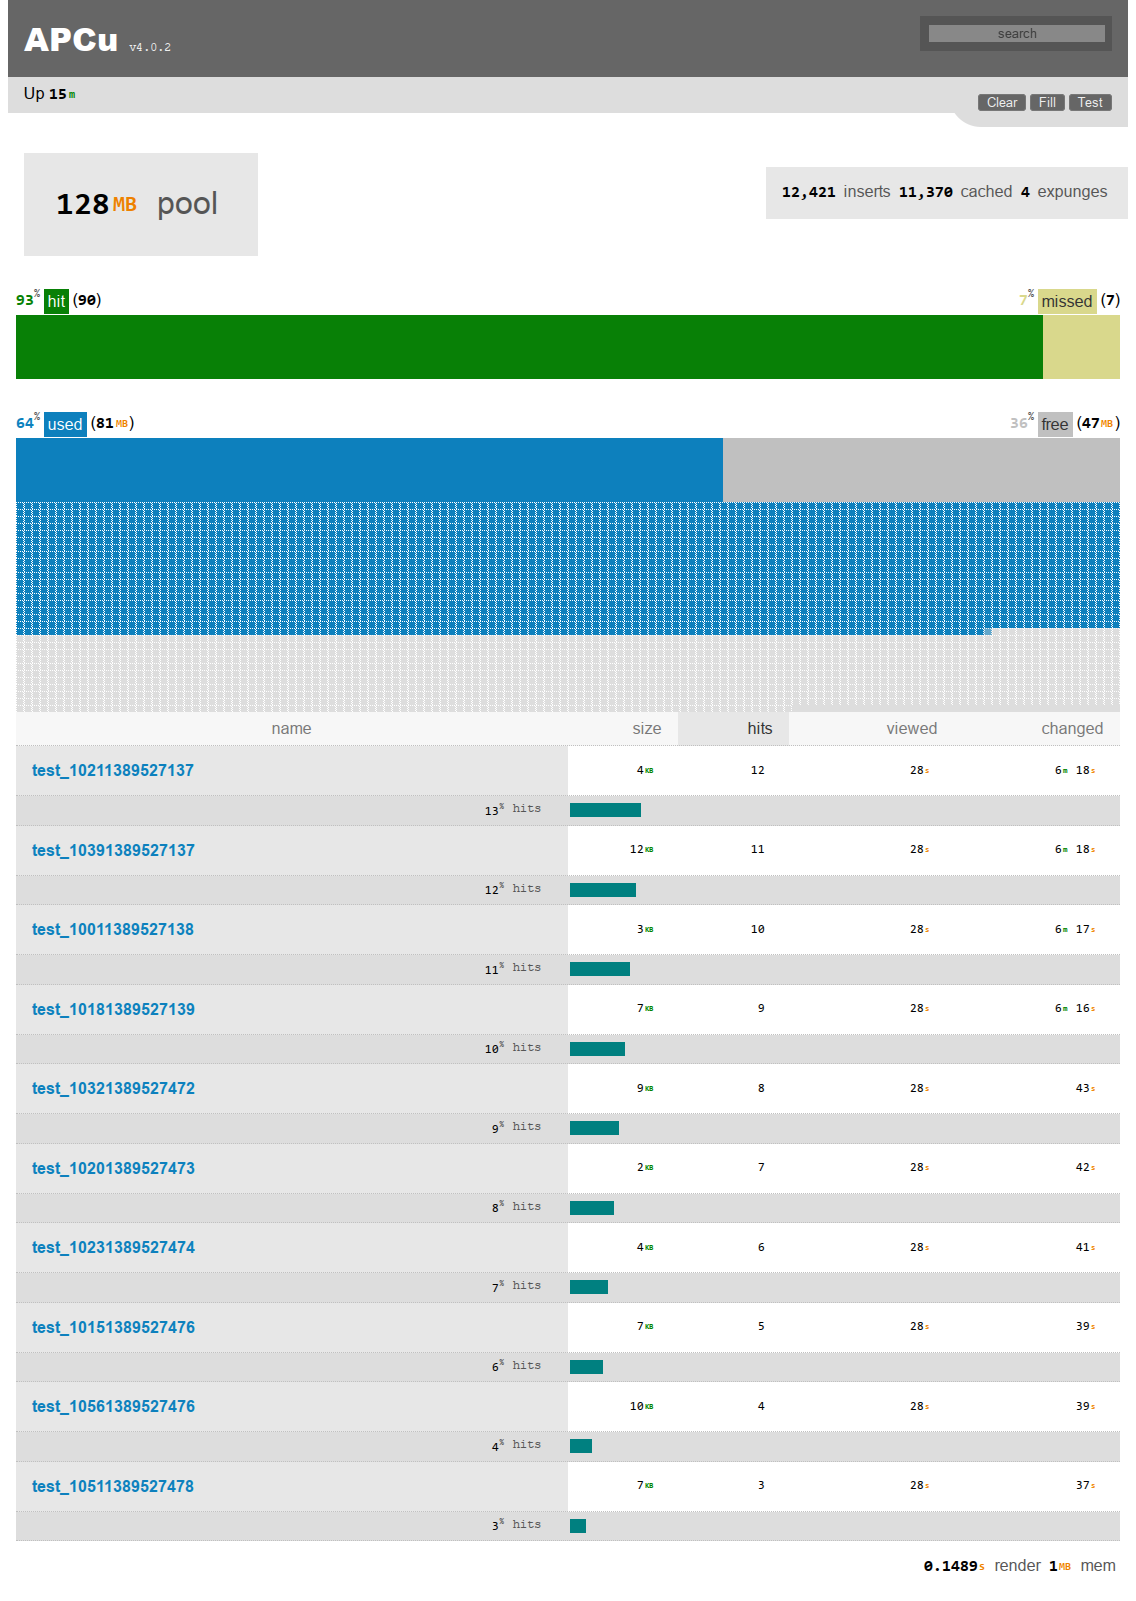 APCu v4.0.2
search
Up 15m
Clear Fill Test
128MB pool
12,421 inserts 11,370 cached 4 expunges
93% hit (90)
7% missed (7)
64% used (81MB)
36% free (47MB)
name size hits viewed changed
test_10211389527137 4KB 12 28s 6m 18s
13% hits
test_10391389527137 12KB 11 28s 6m 18s
12% hits
test_10011389527138 3KB 10 28s 6m 17s
11% hits
test_10181389527139 7KB 9 28s 6m 16s
10% hits
test_10321389527472 9KB 8 28s 43s
9% hits
test_10201389527473 2KB 7 28s 42s
8% hits
test_10231389527474 4KB 6 28s 41s
7% hits
test_10151389527476 7KB 5 28s 39s
6% hits
test_10561389527476 10KB 4 28s 39s
4% hits
test_10511389527478 7KB 3 28s 37s
3% hits
0.1489s render 1MB mem